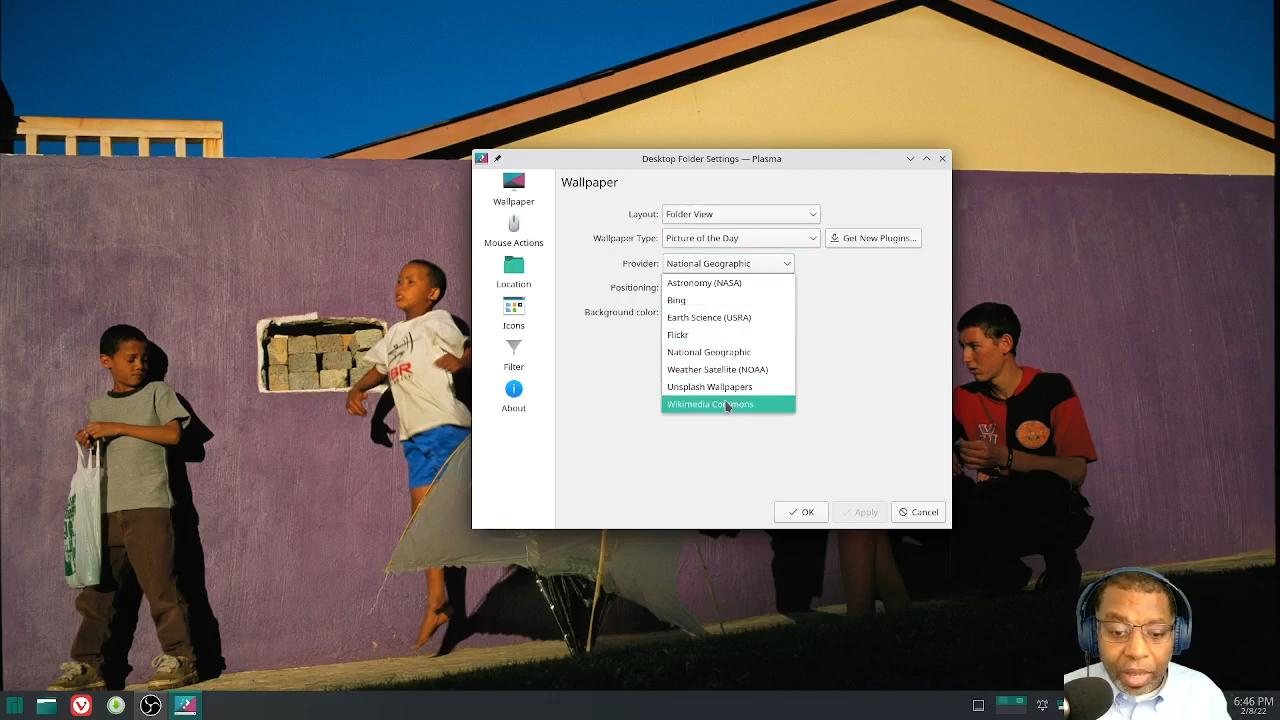 Desktop Folder Settings — Plasma
Wallpaper
Wallpaper
Layout: Folder View
Mouse Actions
Wallpaper Type: Picture of the Day Get New Plugins...
Provider: National Geographic
Location
Positioning:
Astronomy (NASA)
Bing
Background color:
Earth Science (USRA)
Icons
Flickr
National Geographic
Filter
Weather Satellite (NOAA)
Unsplash Wallpapers
About
Wikimedia Commons
OK Apply Cancel
BR
6:46 PM
2/8/22